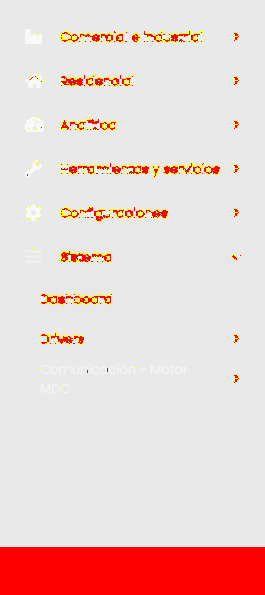 Comercial e Industrial
Residencial
Analítica
Herramientas y servicios
Configuraciones
Sistema
Dashboard
Drivers
Comunicación - Motor
MDC